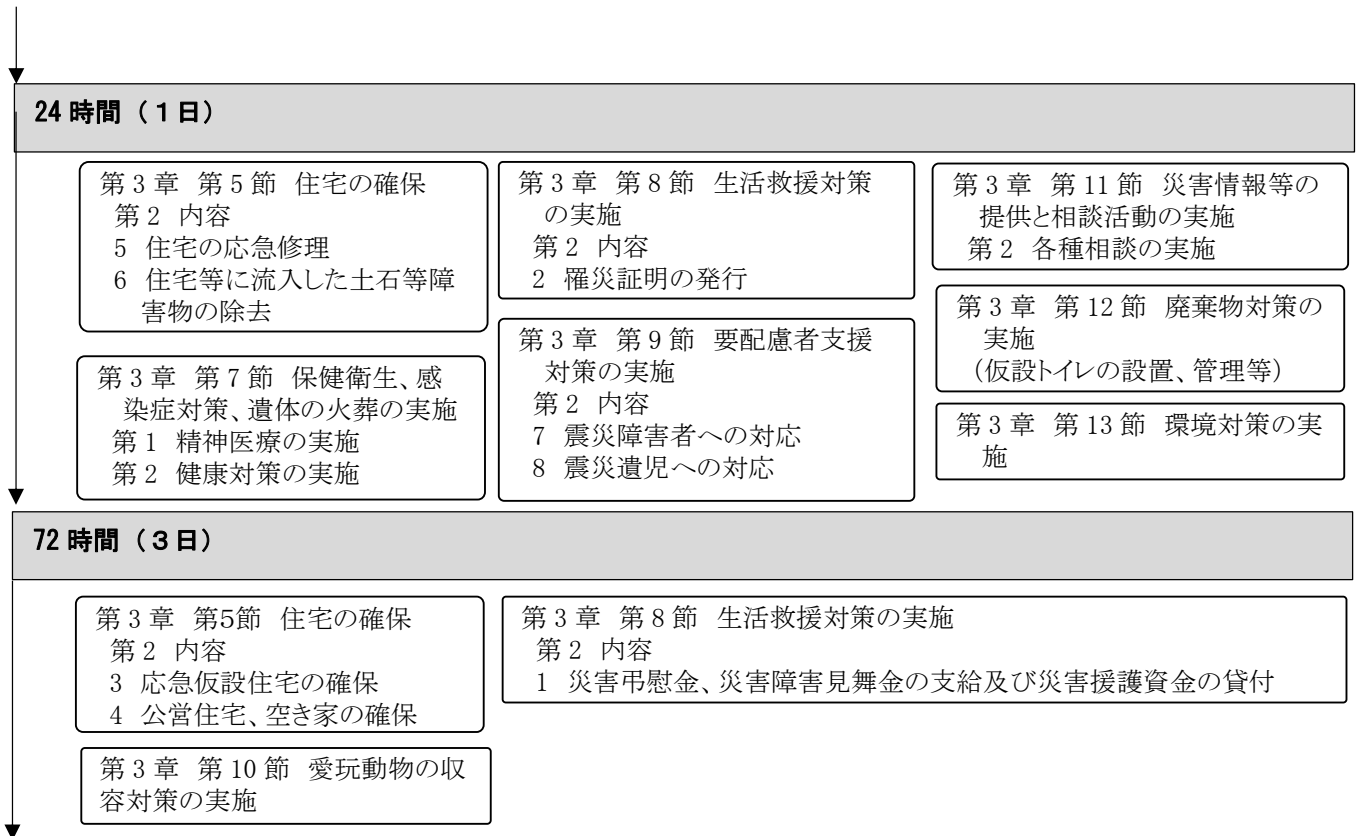 24 時間（１日）
第 3 章 第 5 節 住宅の確保
第 2 内容
5 住宅の応急修理
6 住宅等に流入した土石等障
害物の除去
第 3 章 第 7 節 保健衛生、感
染症対策、遺体の火葬の実施
第 1 精神医療の実施
第 2 健康対策の実施
第 3 章 第 8 節 生活救援対策
の実施
第 2 内容
2 罹災証明の発行
第 3 章 第 9 節 要配慮者支援
対策の実施
第 2 内容
7 震災障害者への対応
8 震災遺児への対応
第 3 章 第 11 節 災害情報等の
提供と相談活動の実施
第 2 各種相談の実施
第 3 章 第 12 節 廃棄物対策の
実施
（仮設トイレの設置、管理等）
第 3 章 第 13 節 環境対策の実
施
72 時間（３日）
第 3 章 第５節 住宅の確保
第 2 内容
3 応急仮設住宅の確保
4 公営住宅、空き家の確保
第 3 章 第 10 節 愛玩動物の収
容対策の実施
第 3 章 第 8 節 生活救援対策の実施
第 2 内容
1 災害弔慰金、災害障害見舞金の支給及び災害援護資金の貸付